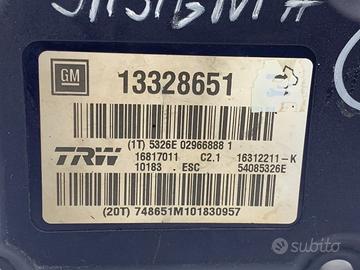 GM
13328651
(1T) 5326E 02966888 1
TRW
16817011 C2.1 16312211-K
10183 . ESC 54085326E
(20T) 748651M101830957
subito